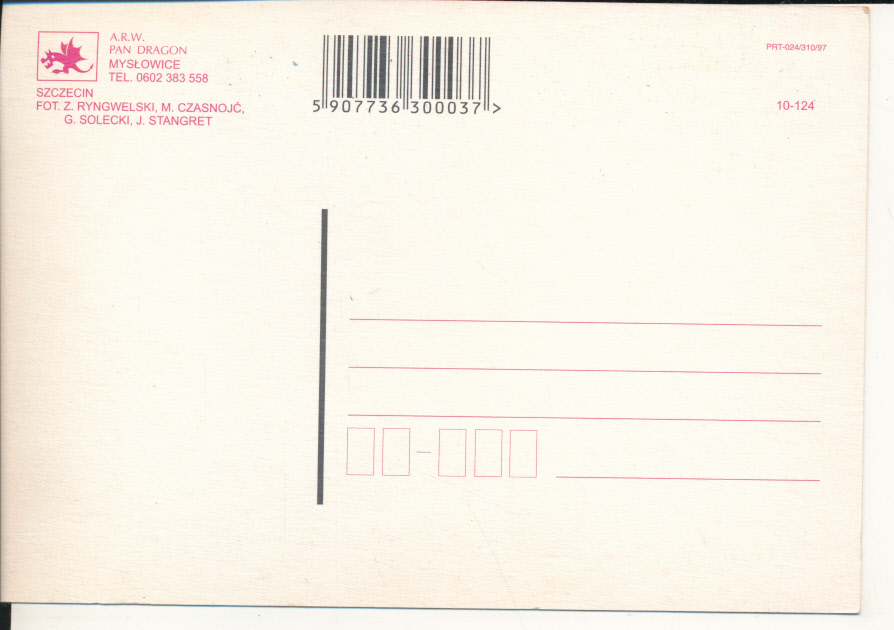 A.R.W.
PAN DRAGON
MYSŁOWICE
TEL. 0602 383 558
SZCZECIN
FOT. Z. RYNGWELSKI, M. CZASNOJĆ,
G. SOLECKI, J. STANGRET
5 907736 300037 >
PRT-024/310/97
10-124
–